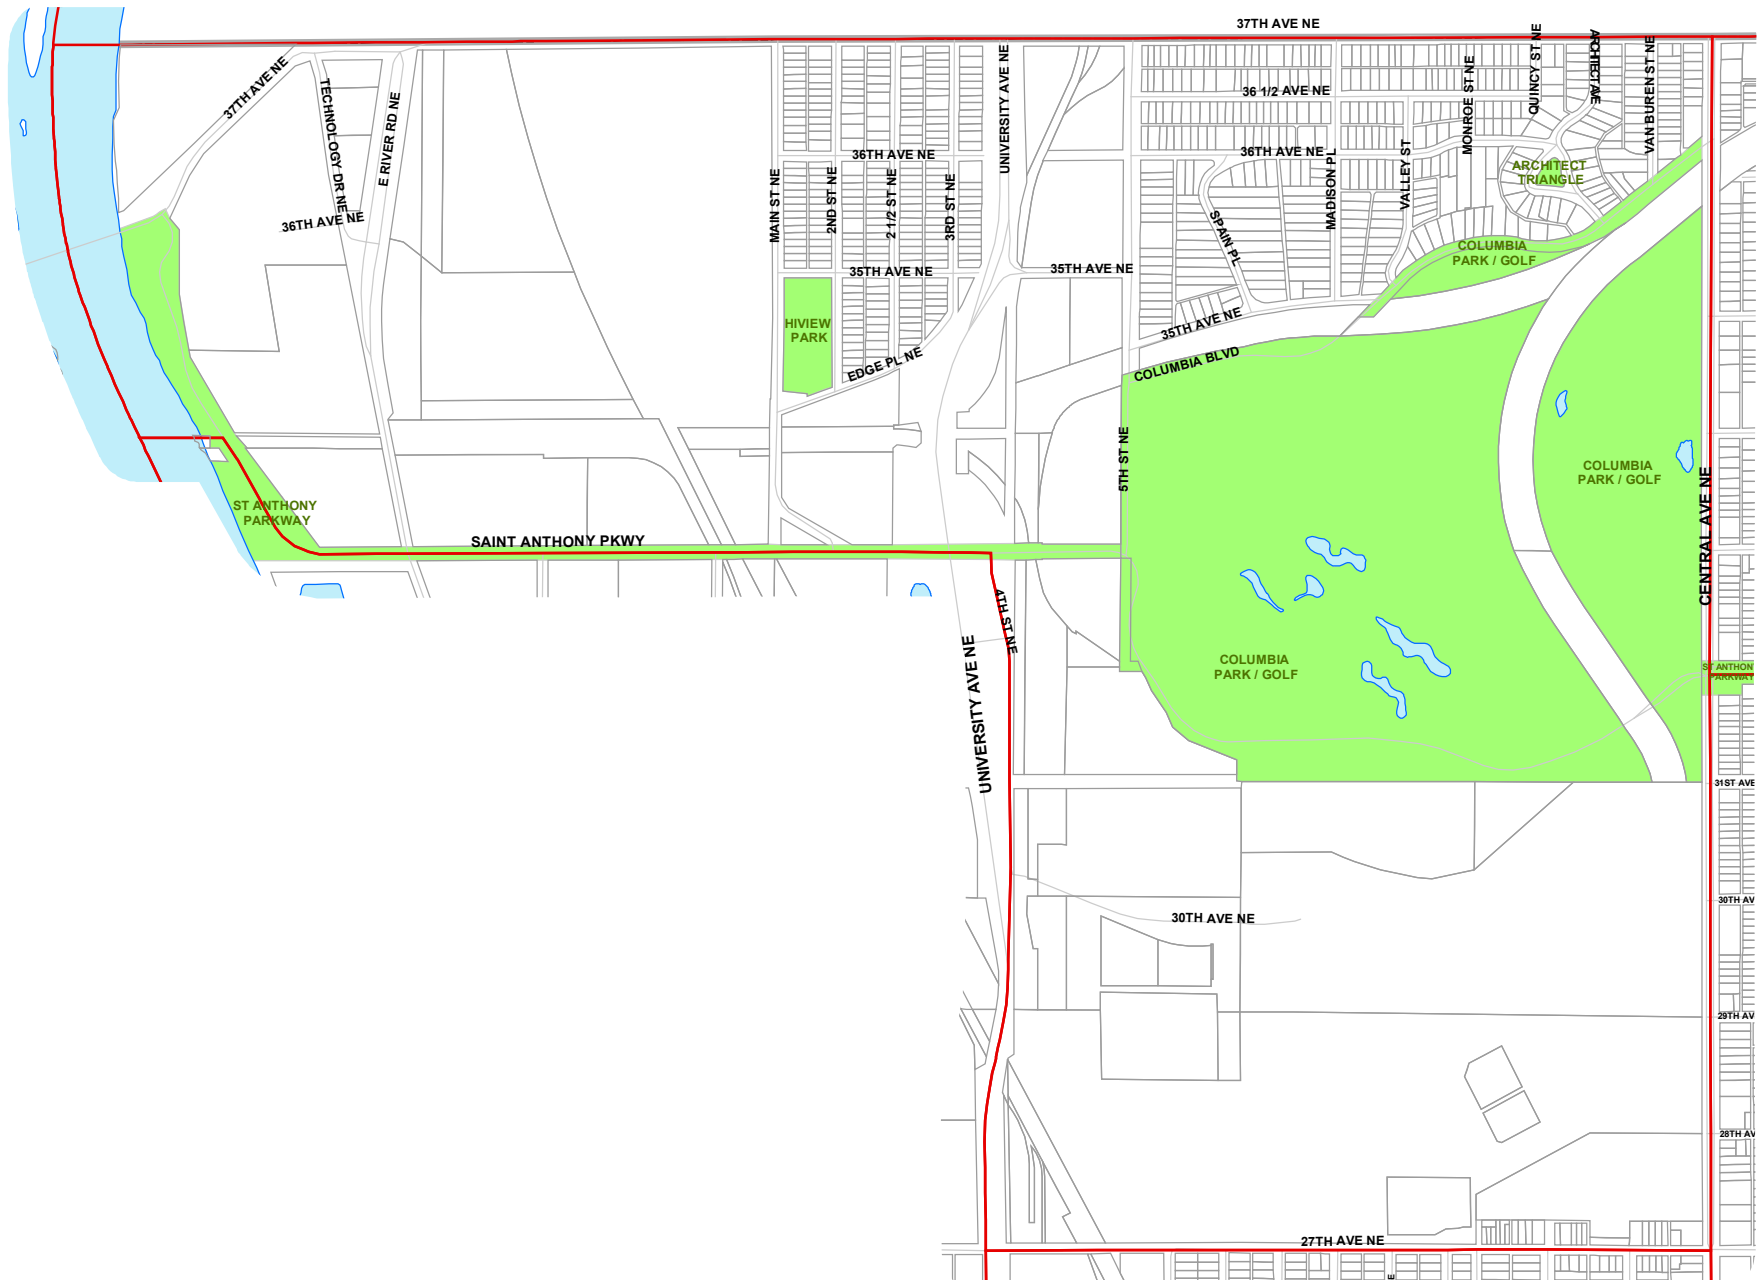 37TH AVE NE
37TH AVE NE
TECHNOLOGY DR NE
E RIVER RD NE
36TH AVE NE
MAIN ST NE
2ND ST NE
2 1/2 ST NE
3RD ST NE
36TH AVE NE
35TH AVE NE
UNIVERSITY AVE NE
35TH AVE NE
36 1/2 AVE NE
36TH AVE NE
SPAIN PL
MADISON PL
VALLEY ST
MONROE ST NE
QUINCY ST NE
ARCHITECT AVE
VAN BUREN ST NE
ARCHITECT
TRIANGLE
COLUMBIA
PARK / GOLF
HIVIEW
PARK
EDGE PL NE
35TH AVE NE
COLUMBIA BLVD
5TH ST NE
COLUMBIA
PARK / GOLF
CENTRAL AVE NE
ST ANTHONY
PARKWAY
SAINT ANTHONY PKWY
4TH ST NE
UNIVERSITY AVE NE
COLUMBIA
PARK / GOLF
ST ANTHONY
PARKWAY
31ST AVE
30TH AV
30TH AVE NE
29TH AV
28TH AV
27TH AVE NE
E